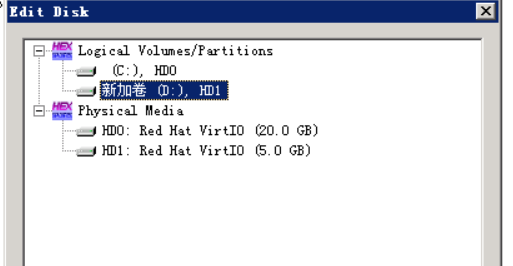 Edit Disk
Logical Volumes/Partitions
(C:), HD0
新加卷 (D:), HD1
Physical Media
HD0: Red Hat VirtIO (20.0 GB)
HD1: Red Hat VirtIO (5.0 GB)